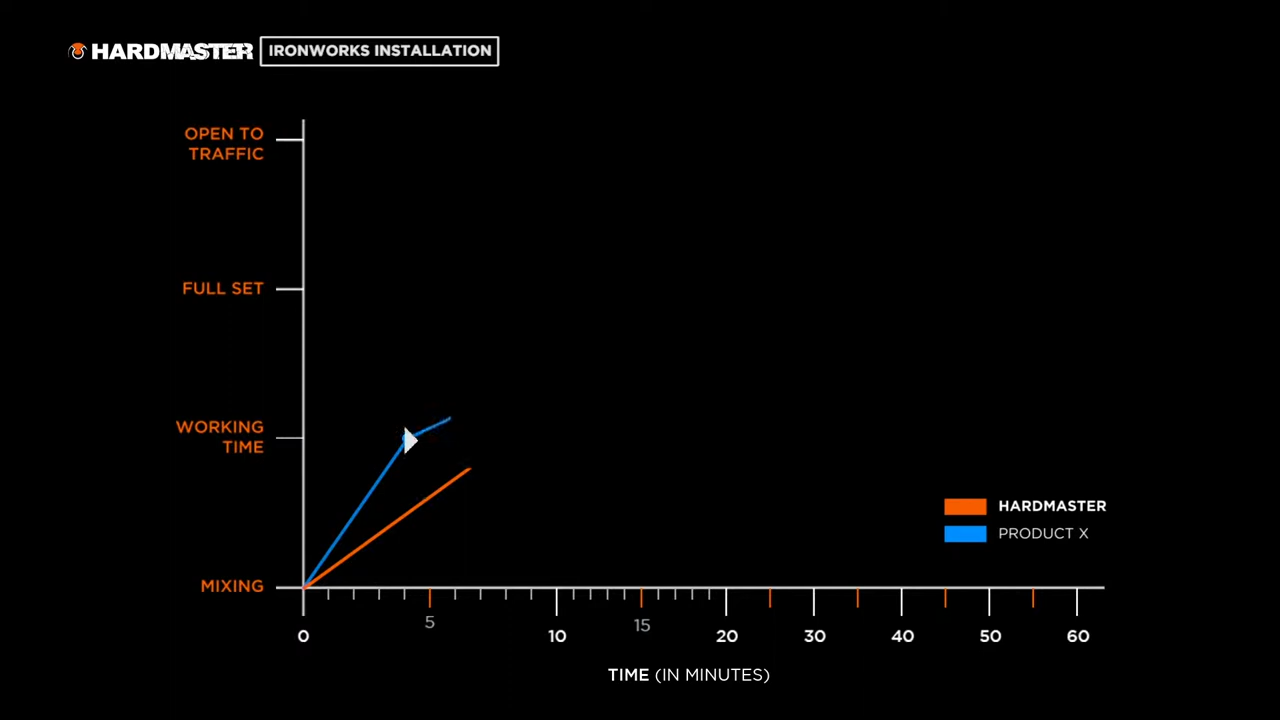 HARDMASTER IRONWORKS INSTALLATION
OPEN TO
TRAFFIC
FULL SET
WORKING
TIME
HARDMASTER
PRODUCT X
MIXING
0 5 10 15 20 30 40 50 60
TIME (IN MINUTES)